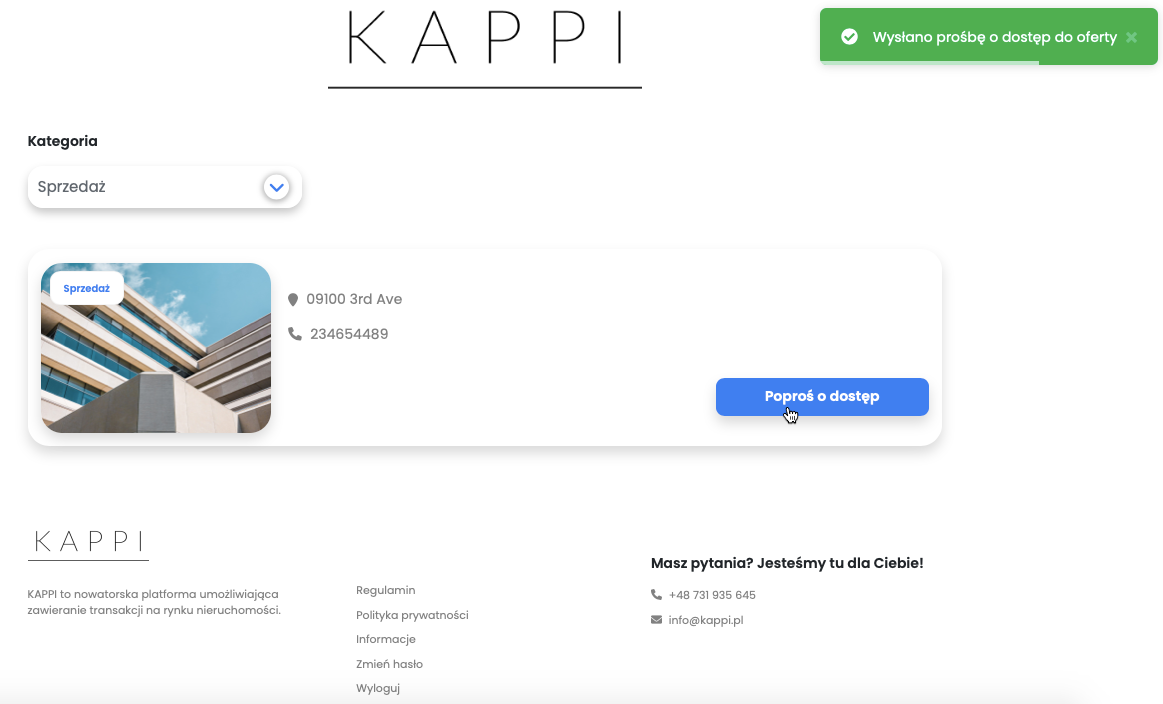 KAPPI
Wysłano prośbę o dostęp do oferty
Kategoria
Sprzedaż
Sprzedaż
09100 3rd Ave
234654489
Poproś o dostęp
KAPPI
KAPPI to nowatorska platforma umożliwiająca
zawieranie transakcji na rynku nieruchomości.
Regulamin
Polityka prywatności
Informacje
Zmień hasło
Wyloguj
Masz pytania? Jesteśmy tu dla Ciebie!
+48 731 935 645
info@kappi.pl